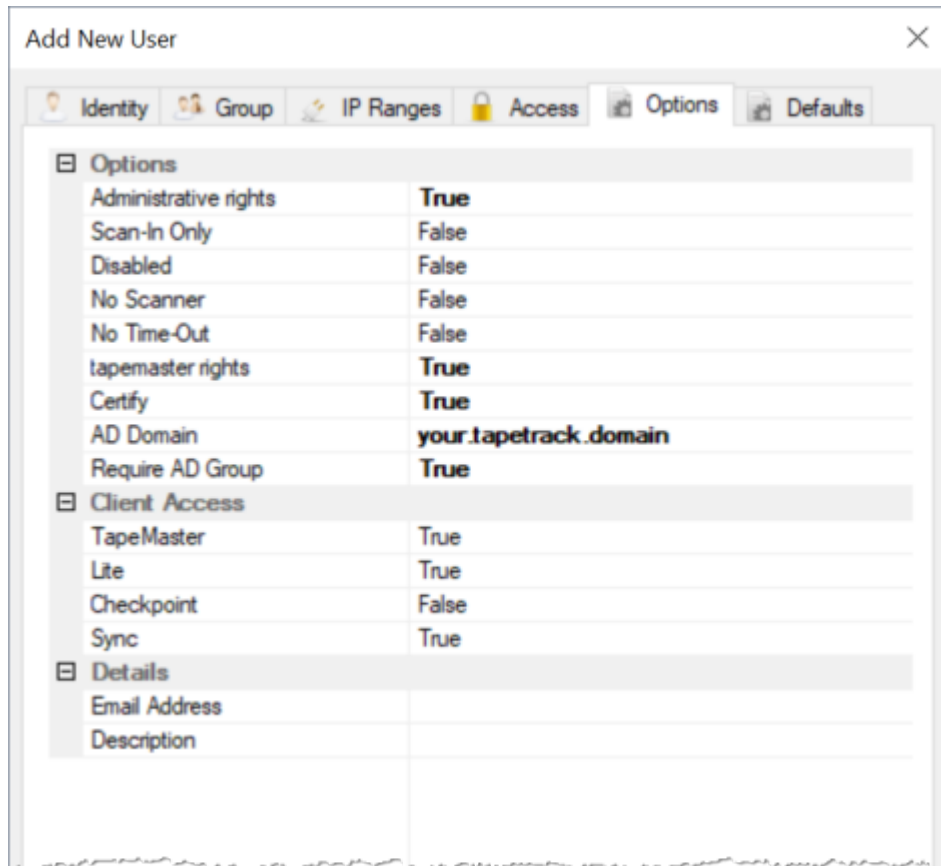 Add New User
Identity Group IP Ranges Access Options Defaults
Options
Administrative rights True
Scan-In Only False
Disabled False
No Scanner False
No Time-Out False
tapemaster rights True
Certify True
AD Domain your.tapetrack.domain
Require AD Group True
Client Access
TapeMaster True
Lite True
Checkpoint False
Sync True
Details
Email Address
Description